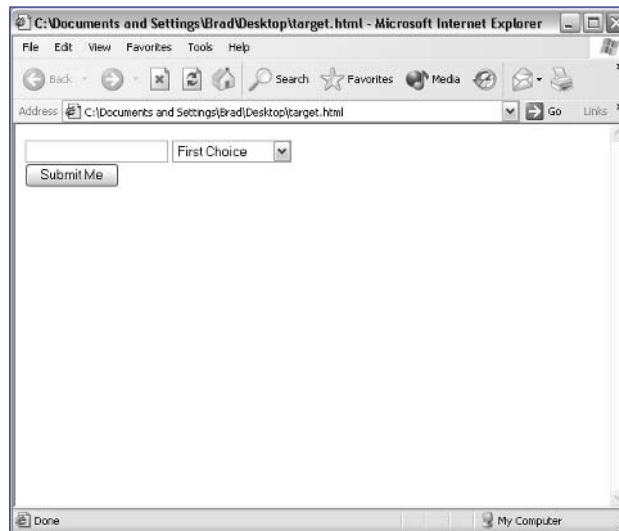 C:\Documents and Settings\Brad\Desktop\target.html - Microsoft Internet Explorer
File Edit View Favorites Tools Help
Back Search Favorites Media
Address C:\Documents and Settings\Brad\Desktop\target.html Go Links
First Choice
Submit Me
Done My Computer